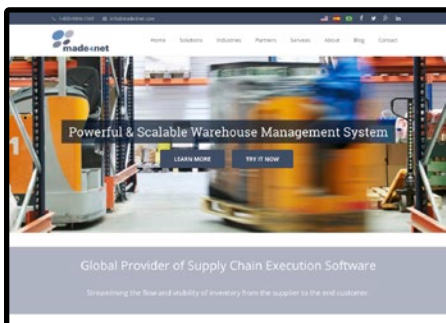 made4net
Home Solutions Industries Partners Services About Blog Contact
Powerful & Scalable Warehouse Management System
LEARN MORE TRY IT NOW
Global Provider of Supply Chain Execution Software
Streamlining the flow and visibility of inventory from the supplier to the end customer.